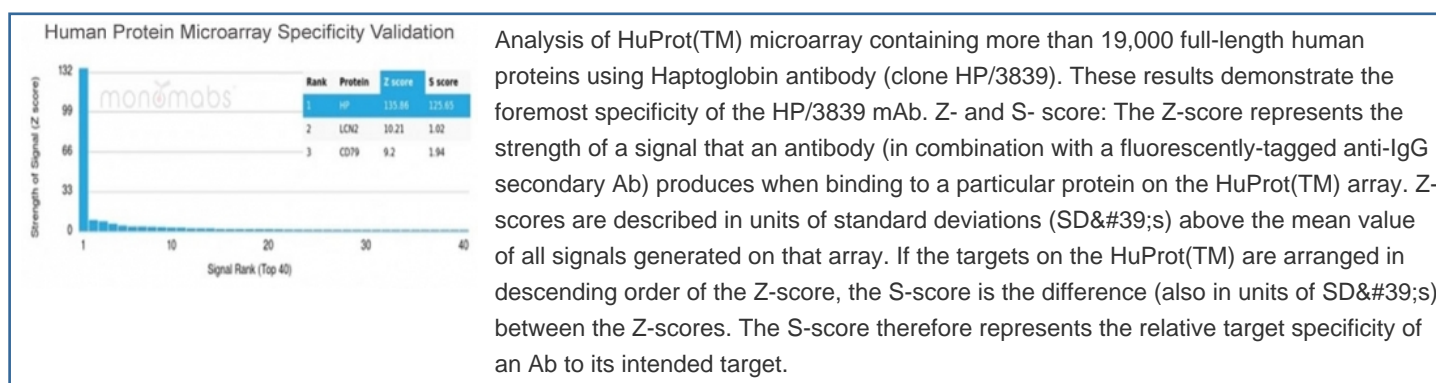 Human Protein Microarray Specificity Validation
Strength of Signal (Z score)
132
99
66
33
0
monomabs
Rank Protein Z score S score
1 HP 135.86 125.65
2 LCN2 10.21 1.02
3 CD79 9.2 1.94
1 10 20 30 40
Signal Rank (Top 40)
Analysis of HuProt(TM) microarray containing more than 19,000 full-length human
proteins using Haptoglobin antibody (clone HP/3839). These results demonstrate the
foremost specificity of the HP/3839 mAb. Z- and S- score: The Z-score represents the
strength of a signal that an antibody (in combination with a fluorescently-tagged anti-IgG
secondary Ab) produces when binding to a particular protein on the HuProt(TM) array. Z-
scores are described in units of standard deviations (SD&#39;s) above the mean value
of all signals generated on that array. If the targets on the HuProt(TM) are arranged in
descending order of the Z-score, the S-score is the difference (also in units of SD&#39;s)
between the Z-scores. The S-score therefore represents the relative target specificity of
an Ab to its intended target.